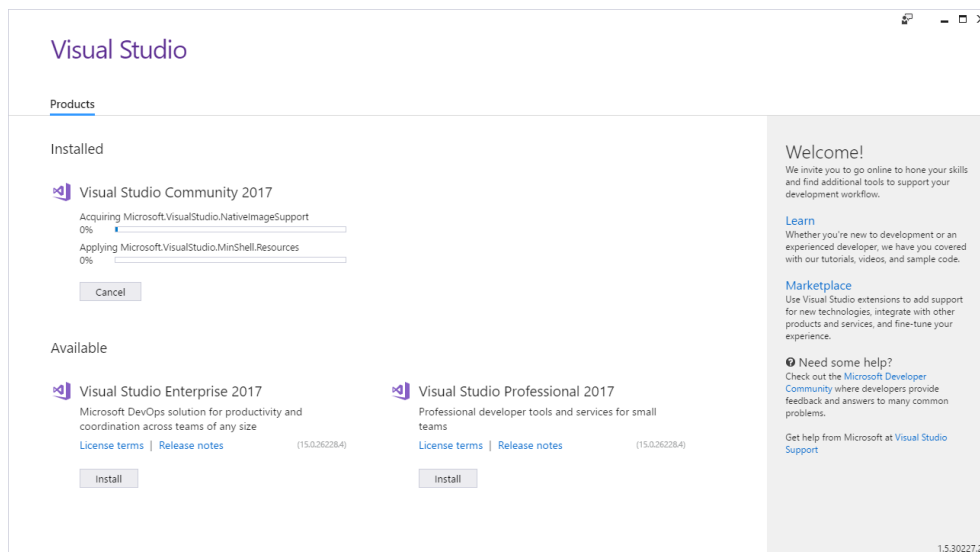 Visual Studio
Products
Installed
Visual Studio Community 2017
Acquiring Microsoft.VisualStudio.NativeImageSupport
0%
Applying Microsoft.VisualStudio.MinShell.Resources
0%
Cancel
Available
Visual Studio Enterprise 2017
Microsoft DevOps solution for productivity and
coordination across teams of any size
License terms | Release notes (15.0.26228.4)
Install
Visual Studio Professional 2017
Professional developer tools and services for small
teams
License terms | Release notes (15.0.26228.4)
Install
Welcome!
We invite you to go online to hone your skills
and find additional tools to support your
development workflow.
Learn
Whether you're new to development or an
experienced developer, we have you covered
with our tutorials, videos, and sample code.
Marketplace
Use Visual Studio extensions to add support
for new technologies, integrate with other
products and services, and fine-tune your
experience.
Need some help?
Check out the Microsoft Developer
Community where developers provide
feedback and answers to many common
problems.
Get help from Microsoft at Visual Studio
Support
1.5.30227.